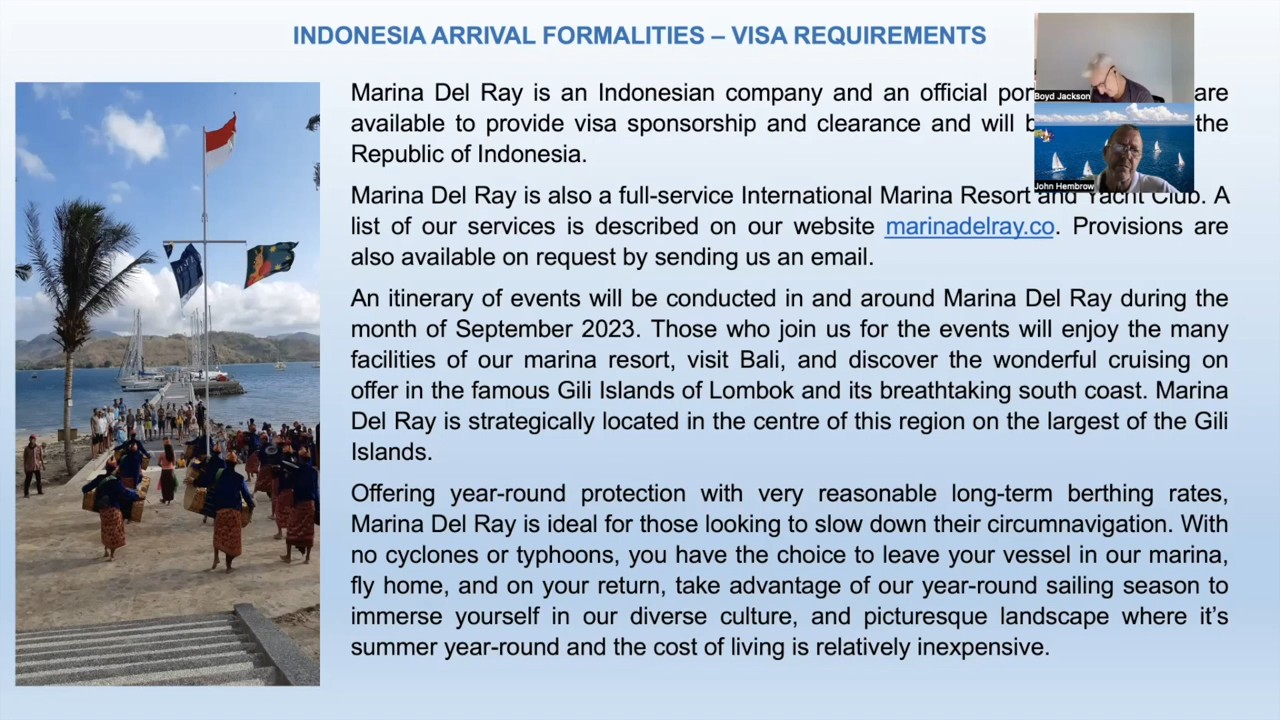 INDONESIA ARRIVAL FORMALITIES – VISA REQUIREMENTS
Marina Del Ray is an Indonesian company and an official are
available to provide visa sponsorship and clearance and will the
Republic of Indonesia.
Marina Del Ray is also a full-service International Marina Resort and Yacht Club. A
list of our services is described on our website marinadelray.co. Provisions are
also available on request by sending us an email.
An itinerary of events will be conducted in and around Marina Del Ray during the
month of September 2023. Those who join us for the events will enjoy the many
facilities of our marina resort, visit Bali, and discover the wonderful cruising on
offer in the famous Gili Islands of Lombok and its breathtaking south coast. Marina
Del Ray is strategically located in the centre of this region on the largest of the Gili
Islands.
Offering year-round protection with very reasonable long-term berthing rates,
Marina Del Ray is ideal for those looking to slow down their circumnavigation. With
no cyclones or typhoons, you have the choice to leave your vessel in our marina,
fly home, and on your return, take advantage of our year-round sailing season to
immerse yourself in our diverse culture, and picturesque landscape where it’s
summer year-round and the cost of living is relatively inexpensive.
Boyd Jackson
John Hembrow